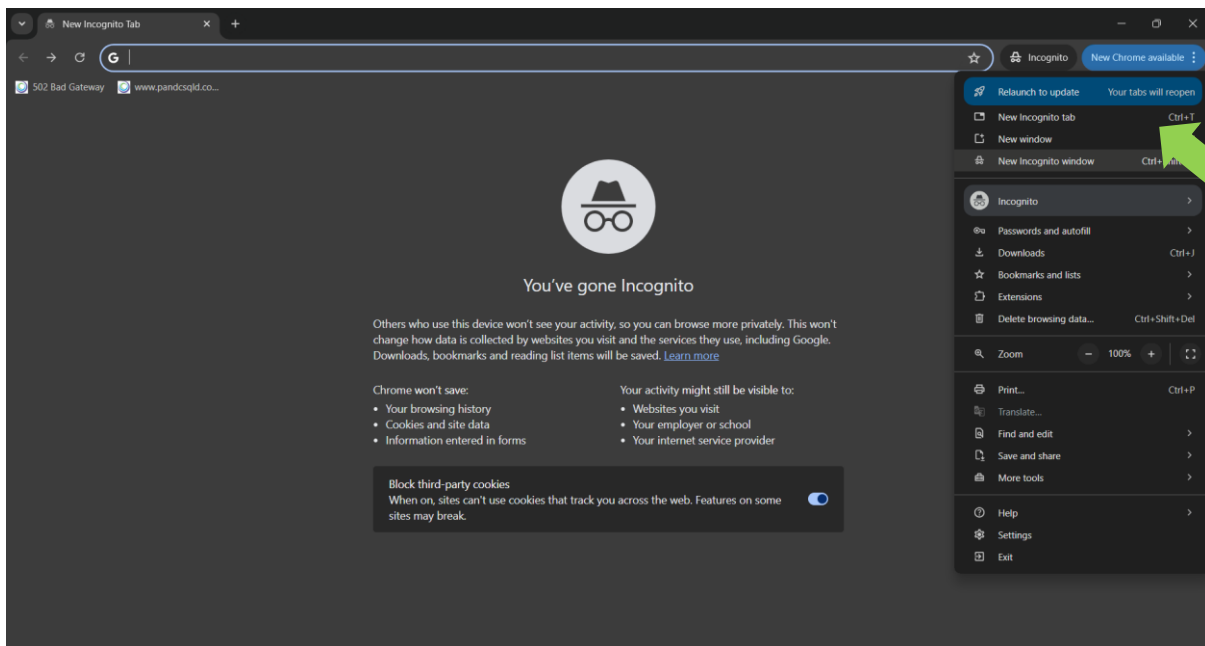 New Incognito Tab
G
Incognito
New Chrome available
502 Bad Gateway
www.pandcsqld.co...
Relaunch to update Your tabs will reopen
New Incognito tab Ctrl+T
New window
New Incognito window
Incognito
Passwords and autofill
Downloads Ctrl+J
Bookmarks and lists
Extensions
Delete browsing data... Ctrl+Shift+Del
Zoom - 100% +
Print... Ctrl+P
Translate...
Find and edit
Save and share
More tools
Help
Settings
Exit
You've gone Incognito
Others who use this device won't see your activity, so you can browse more privately. This won't
change how data is collected by websites you visit and the services they use, including Google.
Downloads, bookmarks and reading list items will be saved. Learn more
Chrome won't save:
• Your browsing history
• Cookies and site data
• Information entered in forms
Your activity might still be visible to:
• Websites you visit
• Your employer or school
• Your internet service provider
Block third-party cookies
When on, sites can't use cookies that track you across the web. Features on some
sites may break.